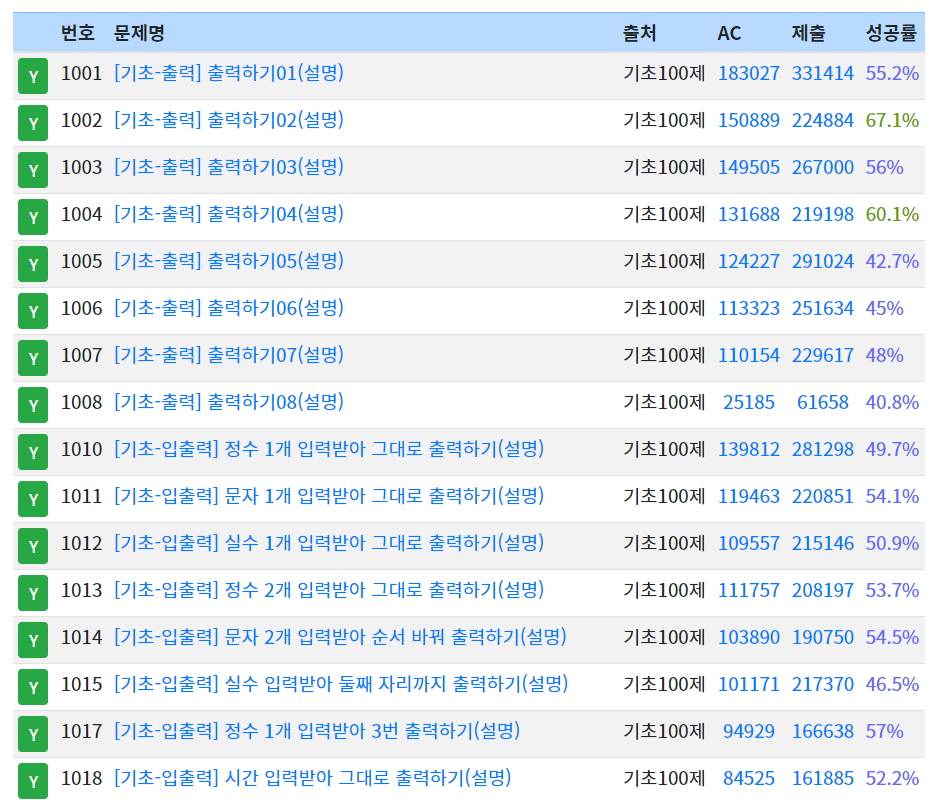 번호 문제명 출처 AC 제출 성공률
Y 1001 [기초-출력] 출력하기01(설명) 기초100제 183027 331414 55.2%
Y 1002 [기초-출력] 출력하기02(설명) 기초100제 150889 224884 67.1%
Y 1003 [기초-출력] 출력하기03(설명) 기초100제 149505 267000 56%
Y 1004 [기초-출력] 출력하기04(설명) 기초100제 131688 219198 60.1%
Y 1005 [기초-출력] 출력하기05(설명) 기초100제 124227 291024 42.7%
Y 1006 [기초-출력] 출력하기06(설명) 기초100제 113323 251634 45%
Y 1007 [기초-출력] 출력하기07(설명) 기초100제 110154 229617 48%
Y 1008 [기초-출력] 출력하기08(설명) 기초100제 25185 61658 40.8%
Y 1010 [기초-입출력] 정수 1개 입력받아 그대로 출력하기(설명) 기초100제 139812 281298 49.7%
Y 1011 [기초-입출력] 문자 1개 입력받아 그대로 출력하기(설명) 기초100제 119463 220851 54.1%
Y 1012 [기초-입출력] 실수 1개 입력받아 그대로 출력하기(설명) 기초100제 109557 215146 50.9%
Y 1013 [기초-입출력] 정수 2개 입력받아 그대로 출력하기(설명) 기초100제 111757 208197 53.7%
Y 1014 [기초-입출력] 문자 2개 입력받아 순서 바꿔 출력하기(설명) 기초100제 103890 190750 54.5%
Y 1015 [기초-입출력] 실수 입력받아 둘째 자리까지 출력하기(설명) 기초100제 101171 217370 46.5%
Y 1017 [기초-입출력] 정수 1개 입력받아 3번 출력하기(설명) 기초100제 94929 166638 57%
Y 1018 [기초-입출력] 시간 입력받아 그대로 출력하기(설명) 기초100제 84525 161885 52.2%